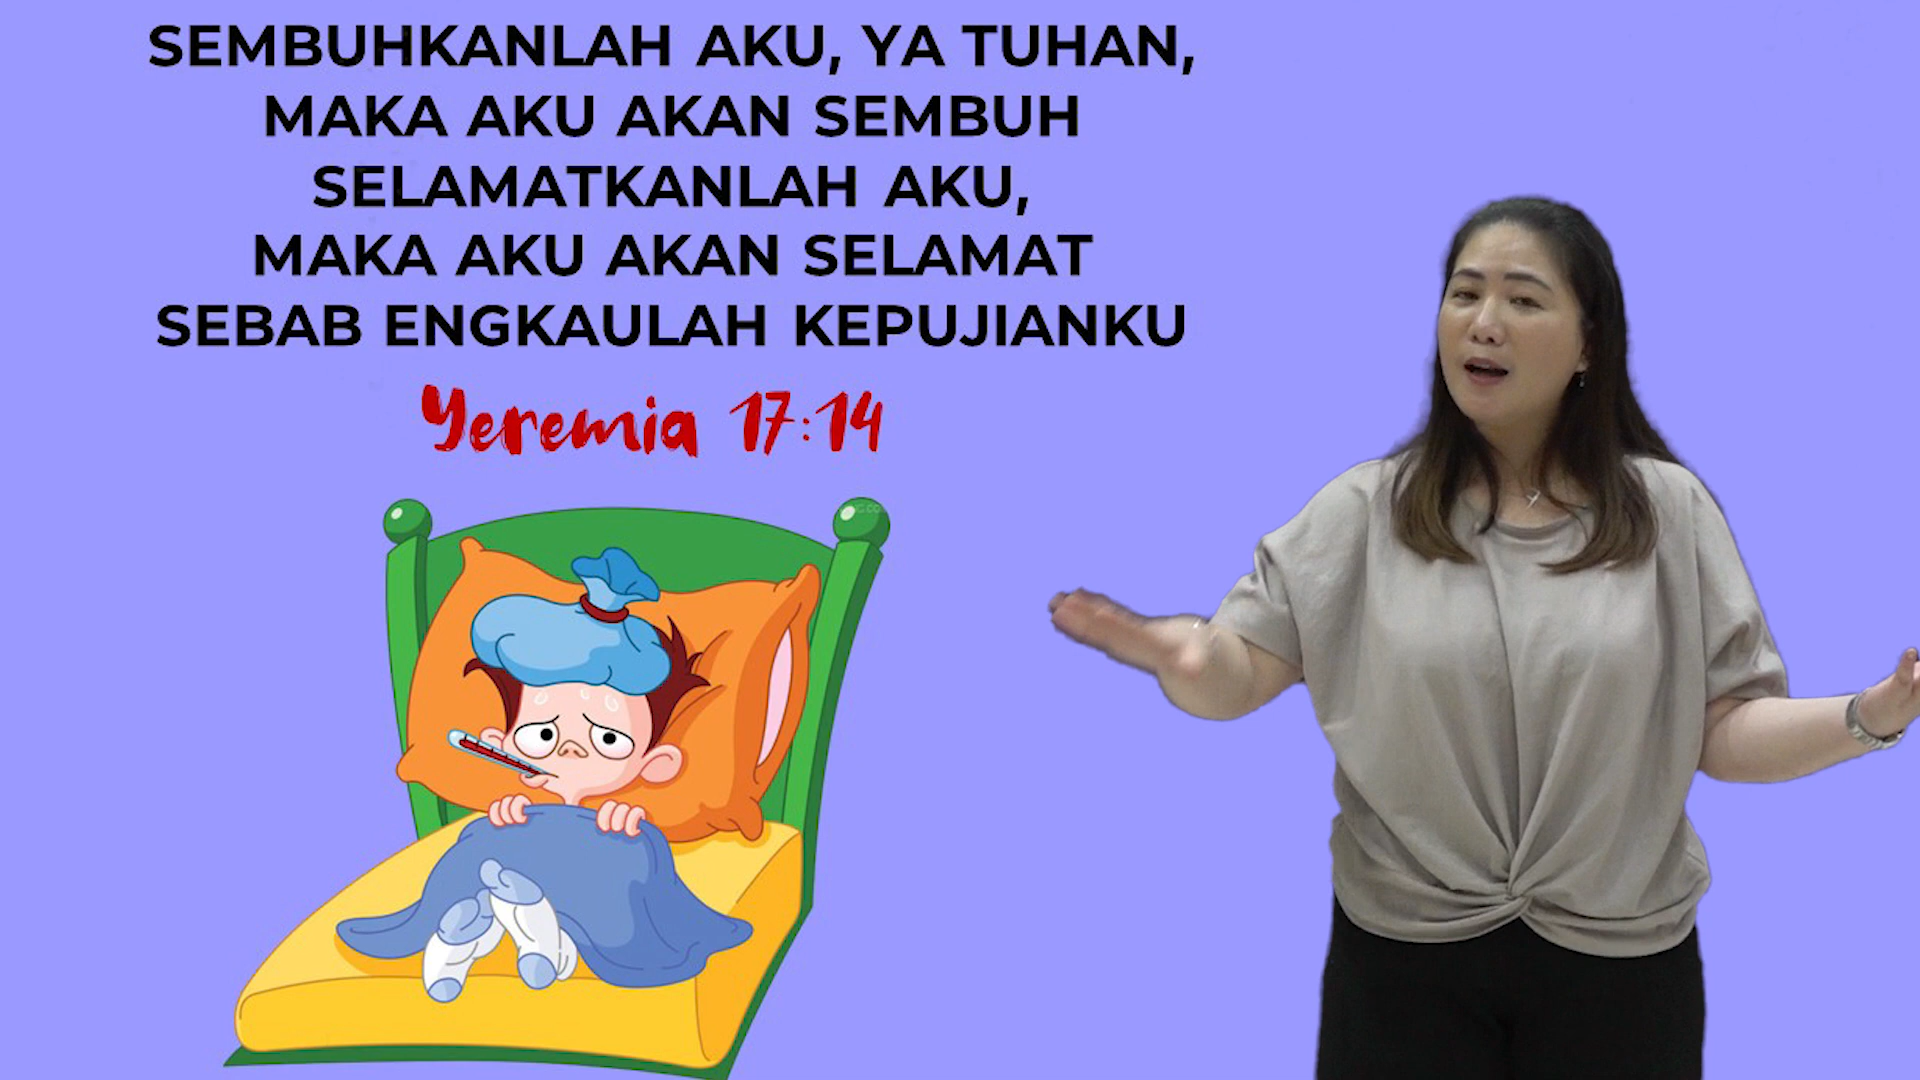 SEMBUHKANLAH AKU, YA TUHAN,
MAKA AKU AKAN SEMBUH
SELAMATKANLAH AKU,
MAKA AKU AKAN SELAMAT
SEBAB ENGKAULAH KEPUJIANKU
Yeremia 17:14